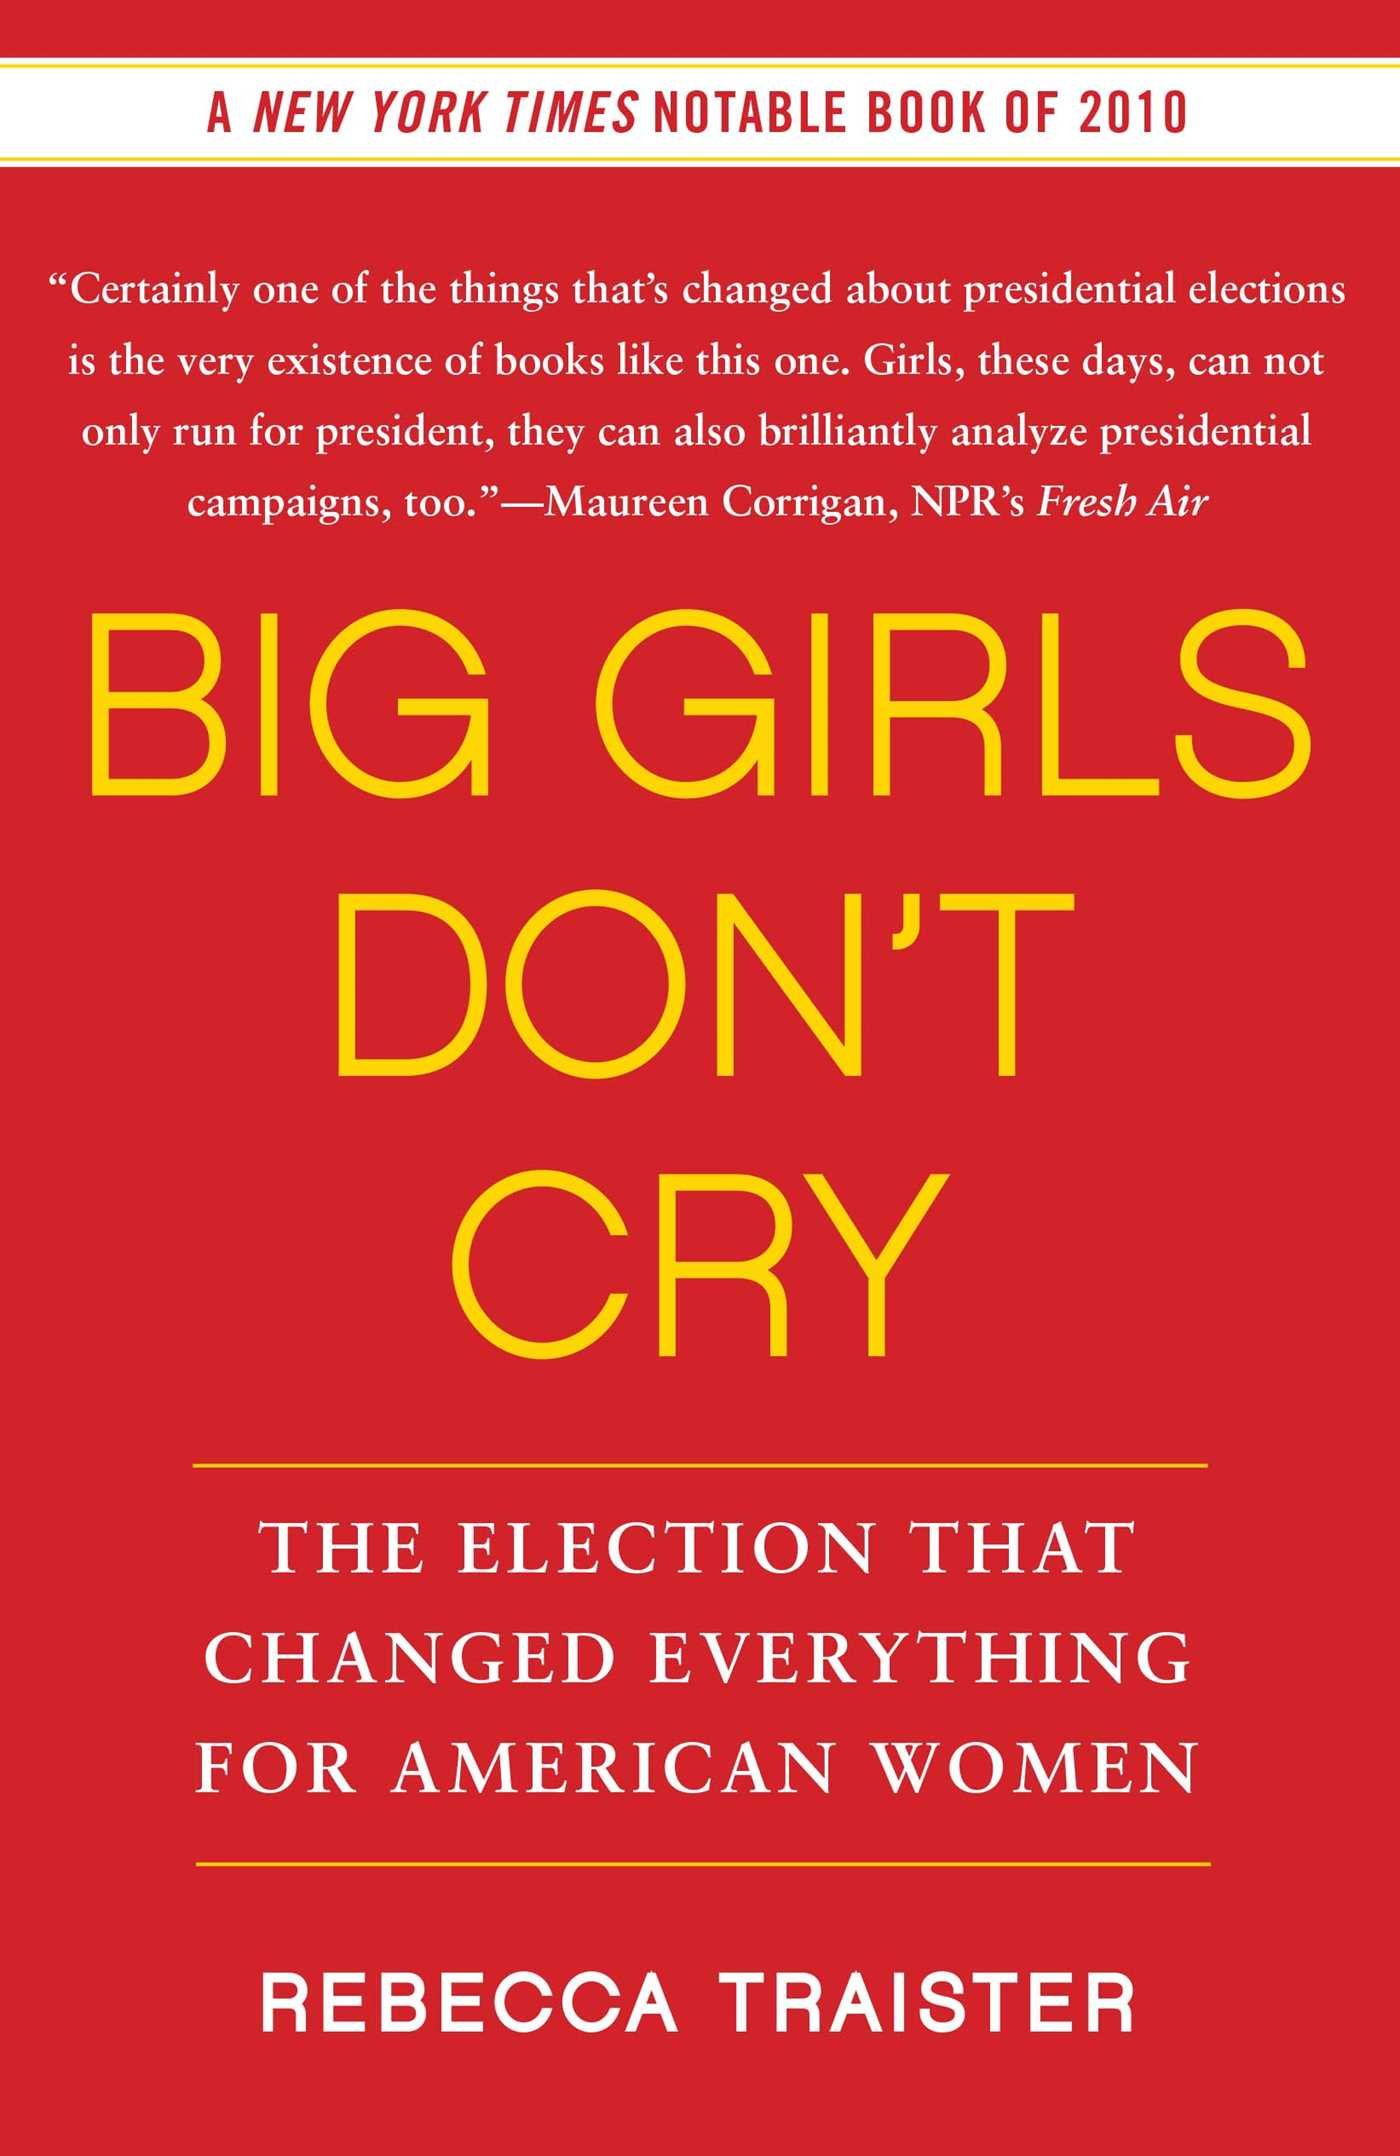 A NEW YORK TIMES NOTABLE BOOK OF 2010
“Certainly one of the things that’s changed about presidential elections
is the very existence of books like this one. Girls, these days, can not
only run for president, they can also brilliantly analyze presidential
campaigns, too.”—Maureen Corrigan, NPR’s Fresh Air
BIG GIRLS
DON’T
CRY
THE ELECTION THAT
CHANGED EVERYTHING
FOR AMERICAN WOMEN
REBECCA TRAISTER